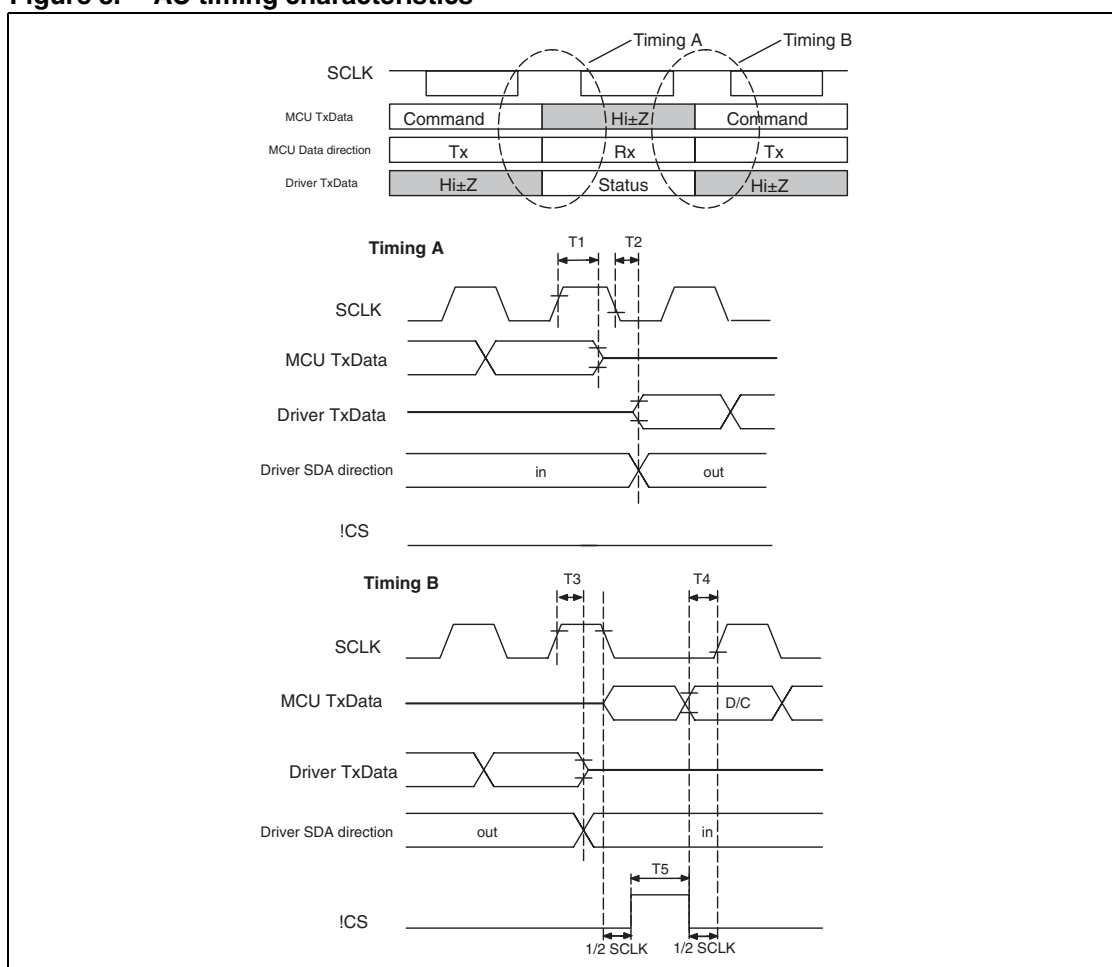 Figure 3. AC timing characteristics
Timing A
Timing B
SCLK
MCU TxData
Command
Hi±Z
Command
MCU Data direction
Tx
Rx
Tx
Driver TxData
Hi±Z
Status
Hi±Z
Timing A
T1
T2
SCLK
MCU TxData
Driver TxData
Driver SDA direction
in
out
!CS
Timing B
T3
T4
SCLK
MCU TxData
D/C
Driver TxData
Driver SDA direction
out
in
T5
!CS
1/2 SCLK
1/2 SCLK